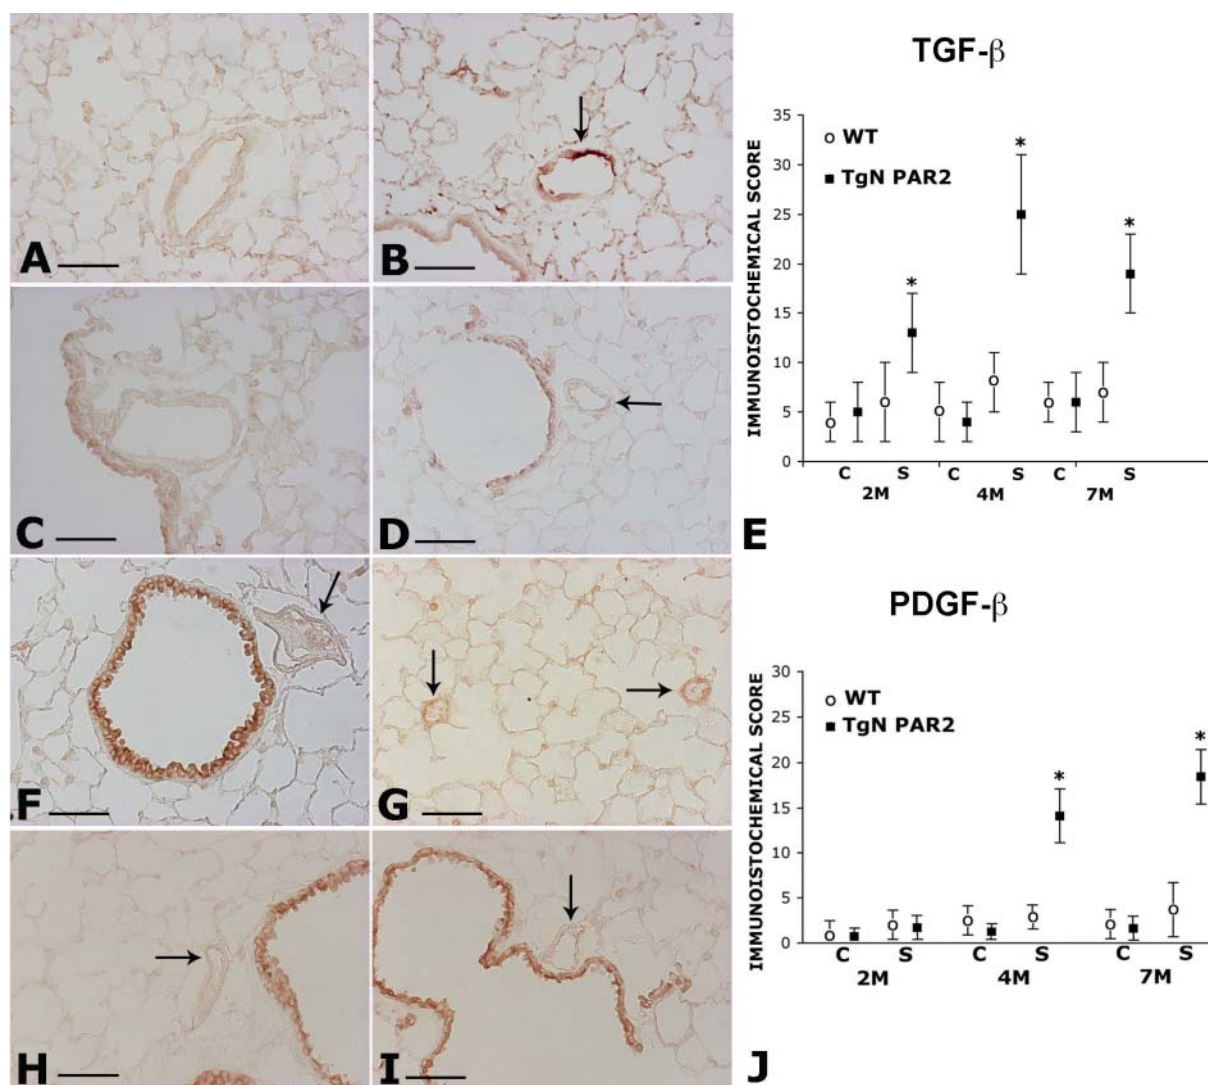 A
B
C
D
F
G
H
I
TGF-β
IMMUNOISTOCHEMICAL SCORE
35
30
25
20
15
10
5
0
WT
TgN PAR2
*
*
*
C S C S C S
2M 4M 7M
E
PDGF-β
IMMUNOISTOCHEMICAL SCORE
30
25
20
15
10
5
0
WT
TgN PAR2
*
*
C S C S C S
2M 4M 7M
J